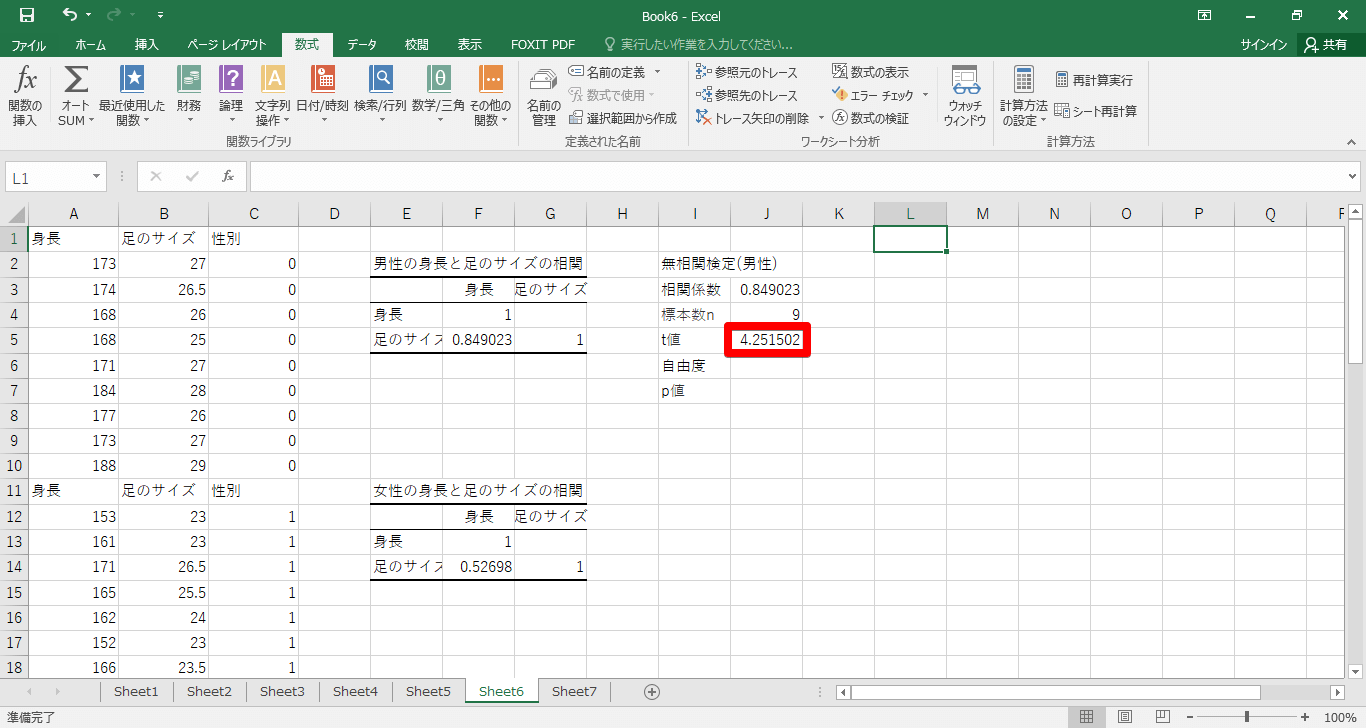 Book6 - Excel
ファイル ホーム 挿入 ページ レイアウト 数式 データ 校閲 表示 FOXIT PDF 実行したい作業を入力してください... サインイン 共有
fx Σ ? A θ
関数の オート 最近使用した 財務 論理 文字列 日付/時刻 検索/行列 数学/三角 その他の
挿入 SUM 関数 操作 関数
関数ライブラリ
名前の
管理
名前の定義
数式で使用
選択範囲から作成
定義された名前
参照元のトレース
参照先のトレース
トレース矢印の削除
数式の表示
エラー チェック
数式の検証
ワークシート分析
ウォッチ
ウィンドウ
計算方法
の設定
再計算実行
シート再計算
計算方法
L1 fx
A B C D E F G H I J K L M N O P Q
1 身長 足のサイズ 性別
2 173 27 0 男性の身長と足のサイズの相関 無相関検定(男性)
3 174 26.5 0 身長 足のサイズ 相関係数 0.849023
4 168 26 0 身長 1 標本数n 9
5 168 25 0 足のサイズ 0.849023 1 t値 4.251502
6 171 27 0 自由度
7 184 28 0 p値
8 177 26 0
9 173 27 0
10 188 29 0
11 身長 足のサイズ 性別 女性の身長と足のサイズの相関
12 153 23 1 身長 足のサイズ
13 161 23 1 身長 1
14 171 26.5 1 足のサイズ 0.52698 1
15 165 25.5 1
16 162 24 1
17 152 23 1
18 166 23.5 1
Sheet1 Sheet2 Sheet3 Sheet4 Sheet5 Sheet6 Sheet7
準備完了 100%